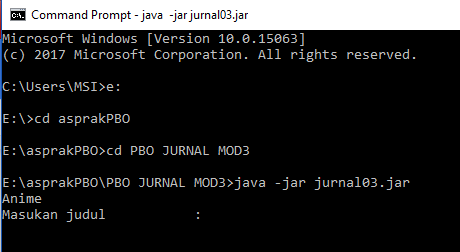 Command Prompt - java  -jar jurnal03.jar
Microsoft Windows [Version 10.0.15063]
(c) 2017 Microsoft Corporation. All rights reserved.
C:\Users\MSI>e:
E:\>cd asprakPBO
E:\asprakPBO>cd PBO JURNAL MOD3
E:\asprakPBO\PBO JURNAL MOD3>java -jar jurnal03.jar
Anime
Masukan judul           :